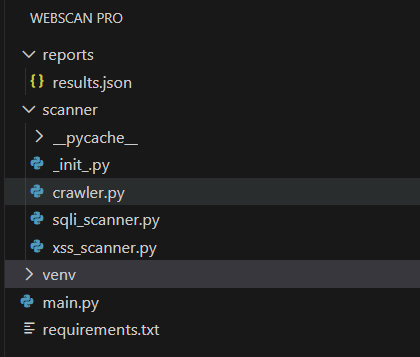 WEBSCAN PRO
reports
{} results.json
scanner
__pycache__
_init_.py
crawler.py
sqli_scanner.py
xss_scanner.py
venv
main.py
requirements.txt